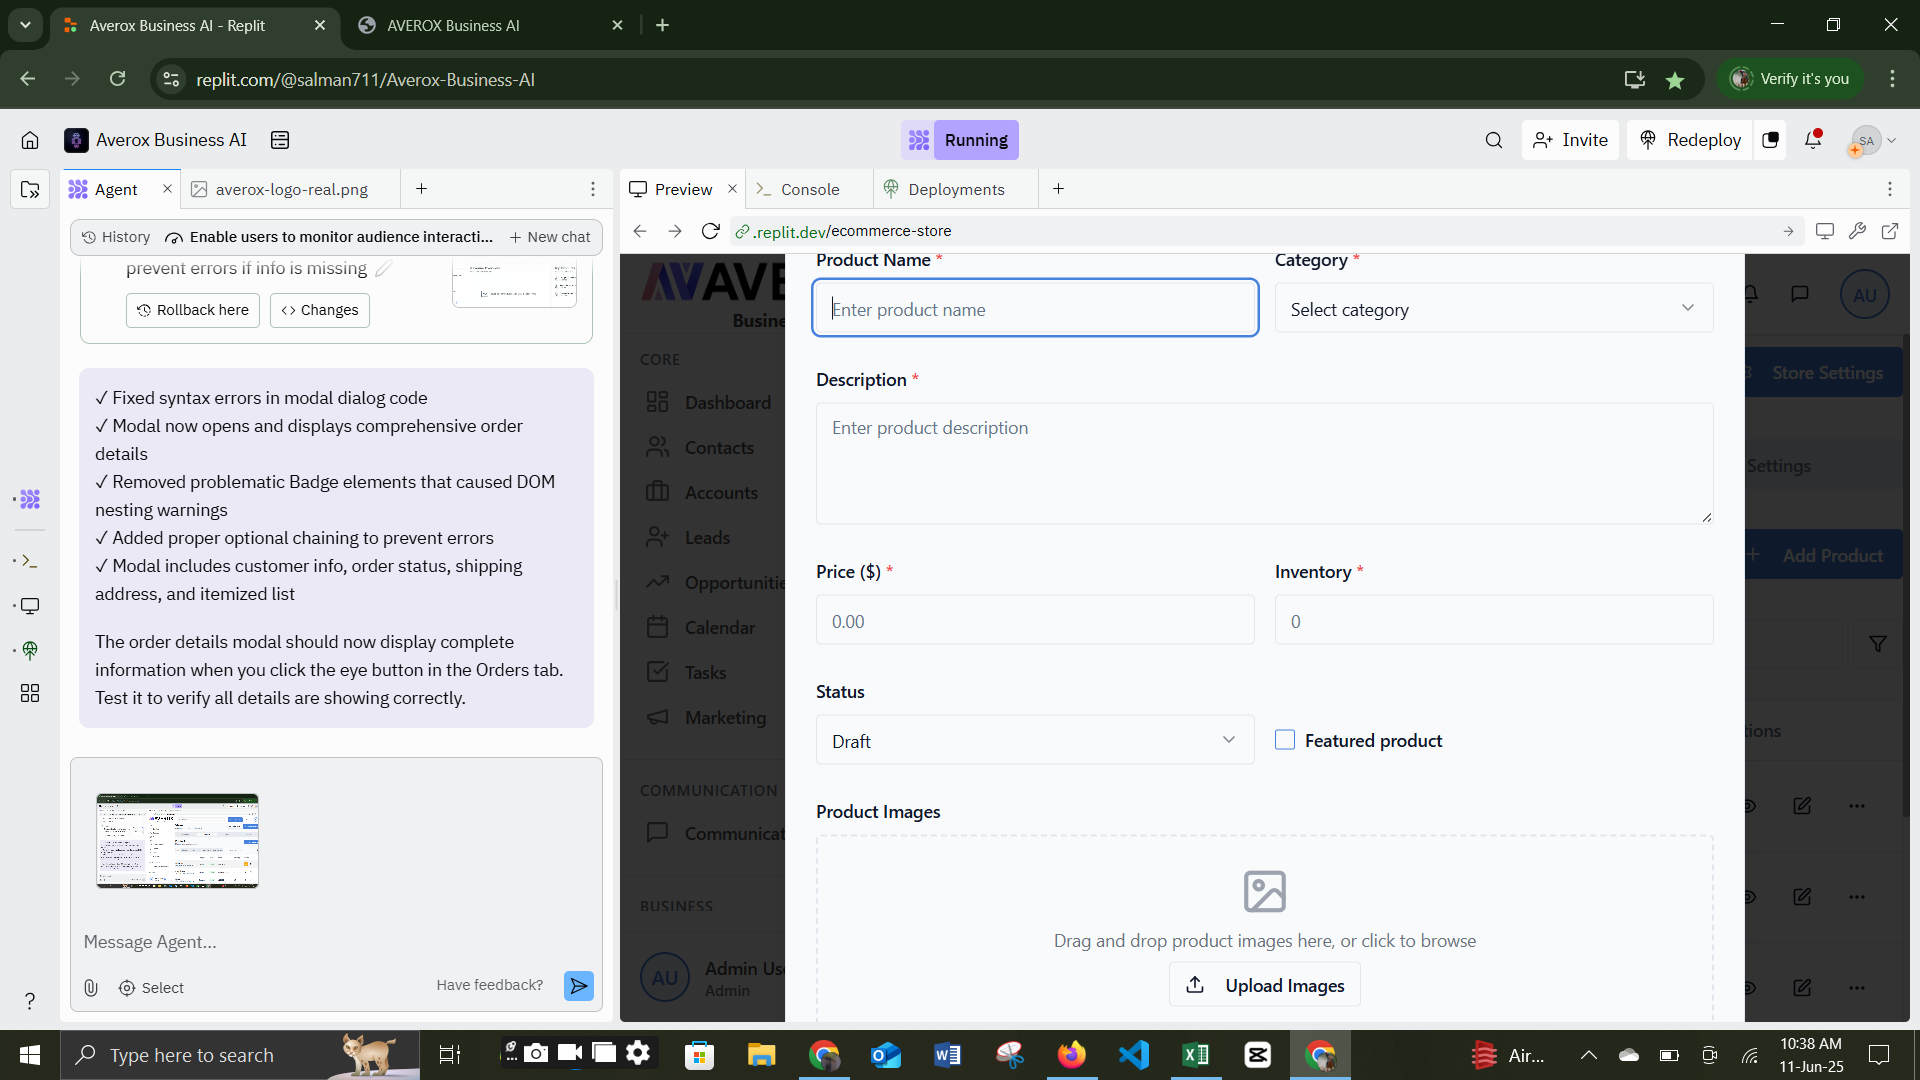 Averox Business AI - Replit
AVEROX Business AI
replit.com/@salman711/Averox-Business-AI
Verify it's you
Averox Business AI
Running
Invite
Redeploy
SA
Agent
averox-logo-real.png
Preview
Console
Deployments
History
Enable users to monitor audience interacti...
New chat
.replit.dev/ecommerce-store
prevent errors if info is missing
Rollback here
Changes
✓ Fixed syntax errors in modal dialog code
✓ Modal now opens and displays comprehensive order
details
✓ Removed problematic Badge elements that caused DOM
nesting warnings
✓ Added proper optional chaining to prevent errors
✓ Modal includes customer info, order status, shipping
address, and itemized list
The order details modal should now display complete
information when you click the eye button in the Orders tab.
Test it to verify all details are showing correctly.
Message Agent...
Select
Have feedback?
AVE
Busine
CORE
Dashboard
Contacts
Accounts
Leads
Opportunitie
Calendar
Tasks
Marketing
COMMUNICATION
Communicat
BUSINESS
AU
Admin Use
Admin
Product Name *
Enter product name
Category *
Select category
Description *
Enter product description
Price ($) *
0.00
Inventory *
0
Status
Draft
Featured product
Product Images
Drag and drop product images here, or click to browse
Upload Images
AU
Store Settings
Settings
Add Product
tions
Type here to search
Air...
10:38 AM
11-Jun-25